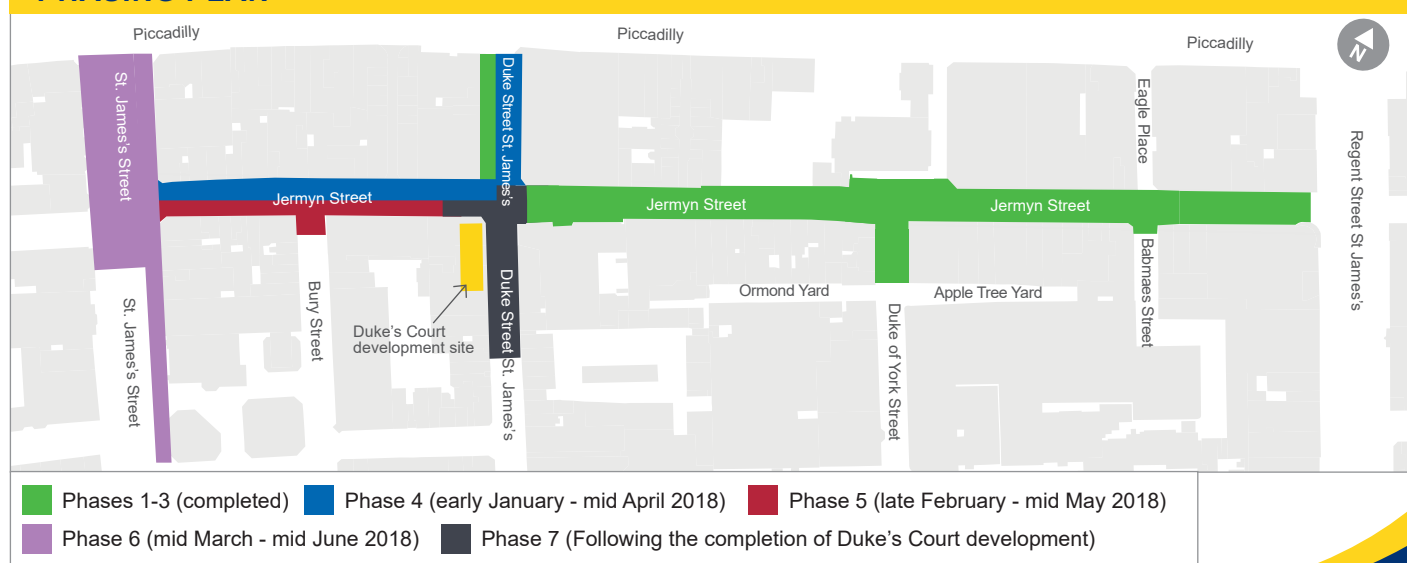 PHASING PLAN
Piccadilly
Piccadilly
Piccadilly
N
St. James's Street
Duke Street St. James's
Eagle Place
Regent Street St James's
Jermyn Street
Jermyn Street
Jermyn Street
St. James's Street
Bury Street
Duke’s Court
development site
Duke Street St. James's
Ormond Yard
Apple Tree Yard
Duke of York Street
Babmaes Street
Phases 1-3 (completed)
Phase 4 (early January - mid April 2018)
Phase 5 (late February - mid May 2018)
Phase 6 (mid March - mid June 2018)
Phase 7 (Following the completion of Duke’s Court development)